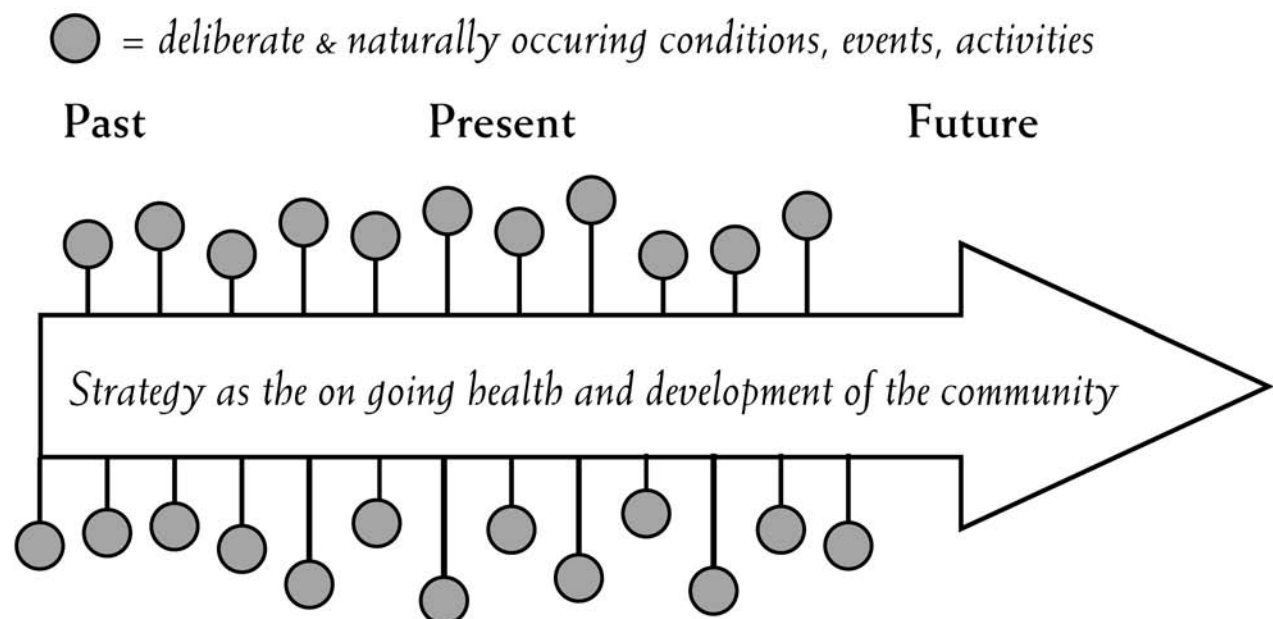 = deliberate & naturally occuring conditions, events, activities
Past Present Future
Strategy as the on going health and development of the community